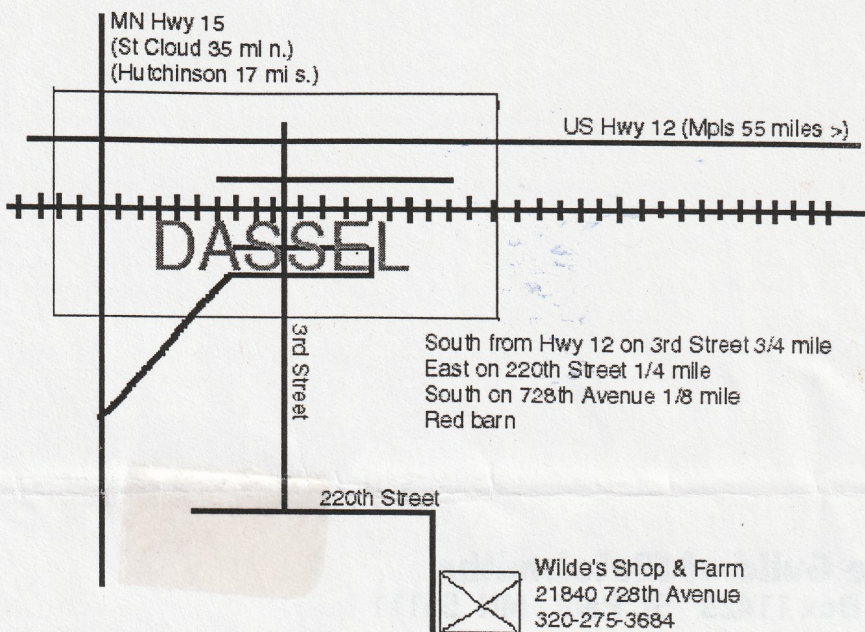 MN Hwy 15
(St Cloud 35 mi n.)
(Hutchinson 17 mi s.)
US Hwy 12 (Mpls 55 miles >)
DASSEL
3rd Street
South from Hwy 12 on 3rd Street 3/4 mile
East on 220th Street 1/4 mile
South on 728th Avenue 1/8 mile
Red barn
220th Street
Wilde's Shop & Farm
21840 728th Avenue
320-275-3684